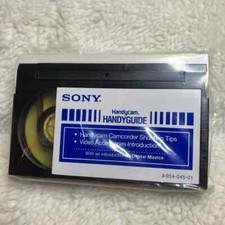 SONY
Handycam
HANDYGUIDE
• Handycam Camcorder Shooting Tips
• Video Accessories Introduction
With an introduction to Digital Mavica
3-054-045-01